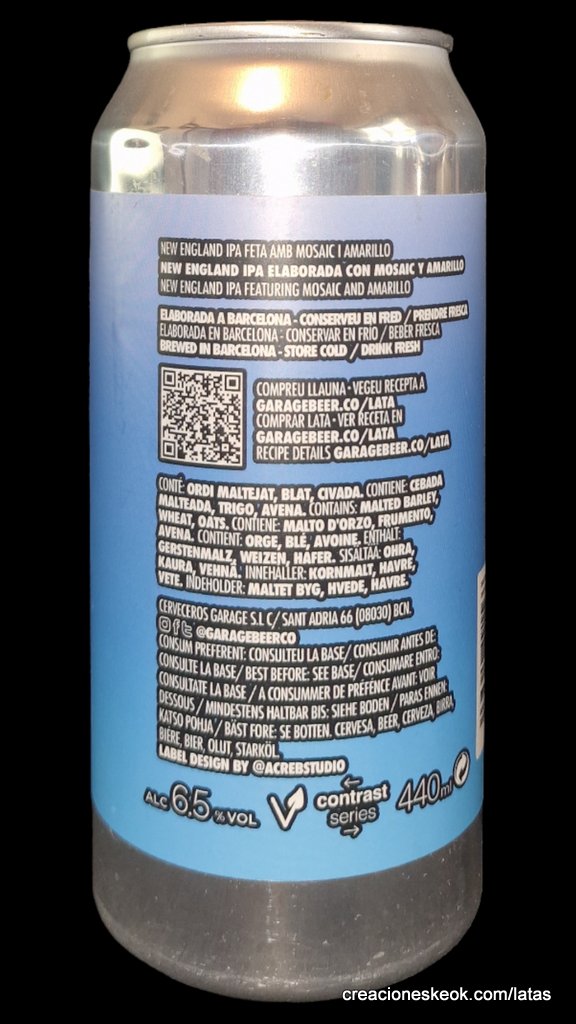 NEW ENGLAND IPA FETA AMB MOSAIC I AMARILLO
NEW ENGLAND IPA ELABORADA CON MOSAIC Y AMARILLO
NEW ENGLAND IPA FEATURING MOSAIC AND AMARILLO
ELABORADA A BARCELONA - CONSERVEU EN FRED / PRENDRE FRESCA
ELABORADA EN BARCELONA - CONSERVAR EN FRIO / BEBER FRESCA
BREWED IN BARCELONA - STORE COLD / DRINK FRESH
COMPREU LLAUNA - VEGEU RECEPTA A
GARAGEBEER.CO/LATA
COMPRAR LATA - VER RECETA EN
GARAGEBEER.CO/LATA
RECIPE DETAILS GARAGEBEER.CO/LATA
CONTÉ: ORDI MALTEJAT, BLAT, CIVADA. CONTIENE: CEBADA
MALTEADA, TRIGO, AVENA. CONTAINS: MALTED BARLEY,
WHEAT, OATS. CONTIENE: MALTO D'ORZO, FRUMENTO,
AVENA. CONTIENT: ORGE, BLÉ, AVOINE. ENTHALT:
GERSTENMALZ, WEIZEN, HAFER. SISÄLTÄÄ: OHRA,
KAURA, VEHNÄ. INNEHALLER: KORNMALT, HAVRE,
VETE. INDEHOLDER: MALTET BYG, HVEDE, HAVRE.
CERVECEROS GARAGE S.L C/ SANT ADRIA 66 (08030) BCN.
@GARAGEBEERCO
CONSUM PREFERENT: CONSULTEU LA BASE / CONSUMIR ANTES DE:
CONSULTE LA BASE / BEST BEFORE: SEE BASE / CONSUMARE ENTRO:
CONSULTATE LA BASE / A CONSUMMER DE PRÉFENCE AVANT: VOIR
DESSOUS / MINDESTENS HALTBAR BIS: SIEHE BODEN / PARAS ENNEN:
KATSO POHJA / BÄST FORE: SE BOTTEN. CERVESA, BEER, CERVEZA, BIRRA,
BIÈRE, BIER, OLUT, STARKÖL.
LABEL DESIGN BY @ACREBSTUDIO
ALC 6.5 % VOL
contrast
series
440ml
creacioneskeok.com/latas